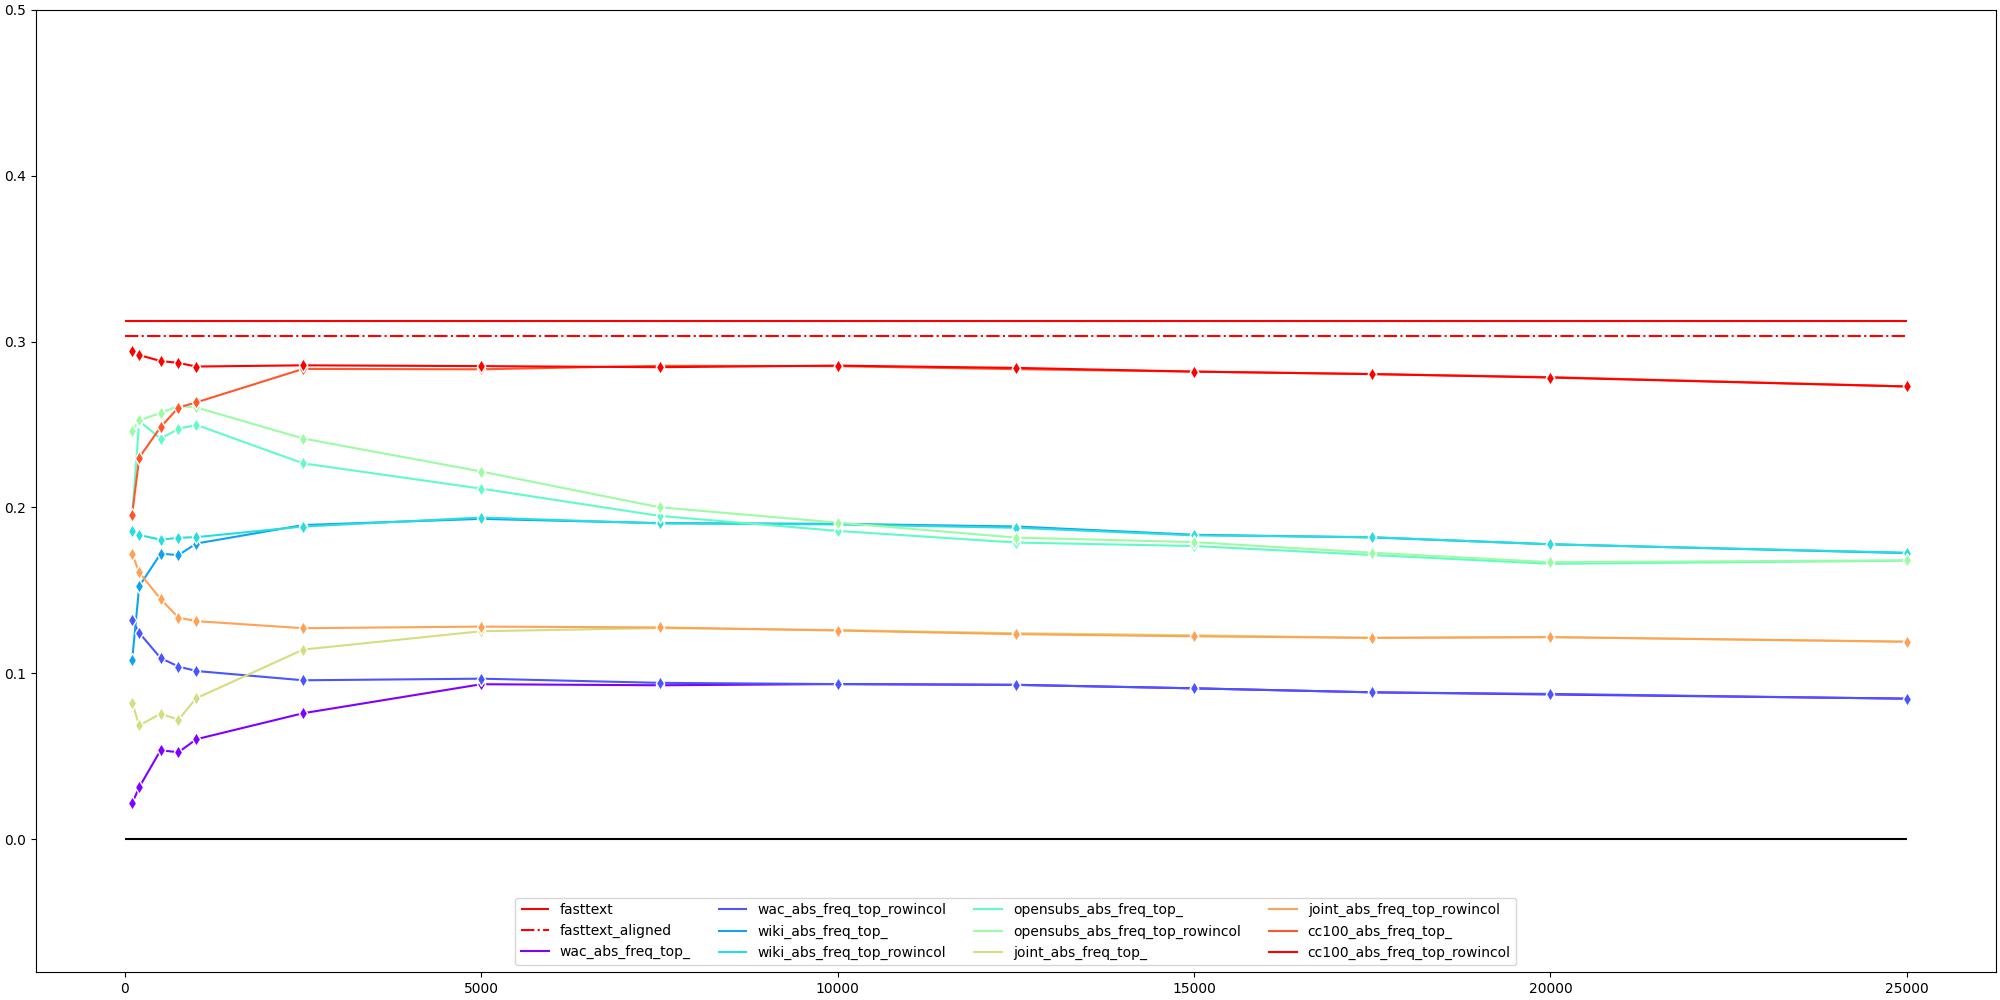 0.5
0.4
0.3
0.2
0.1
0.0
fasttext
fasttext_aligned
wac_abs_freq_top_
wac_abs_freq_top_rowincol
wiki_abs_freq_top_
wiki_abs_freq_top_rowincol
opensubs_abs_freq_top_
opensubs_abs_freq_top_rowincol
joint_abs_freq_top_
joint_abs_freq_top_rowincol
cc100_abs_freq_top_
cc100_abs_freq_top_rowincol
0 5000 10000 15000 20000 25000